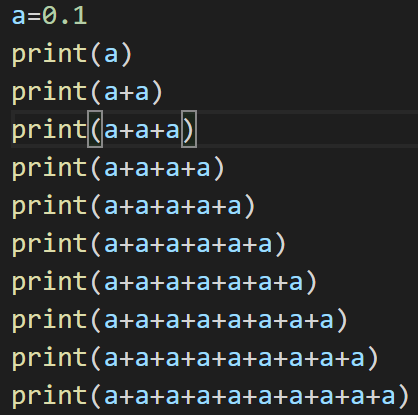 a=0.1
print(a)
print(a+a)
print(a+a+a)
print(a+a+a+a)
print(a+a+a+a+a)
print(a+a+a+a+a+a)
print(a+a+a+a+a+a+a)
print(a+a+a+a+a+a+a+a)
print(a+a+a+a+a+a+a+a+a)
print(a+a+a+a+a+a+a+a+a+a)